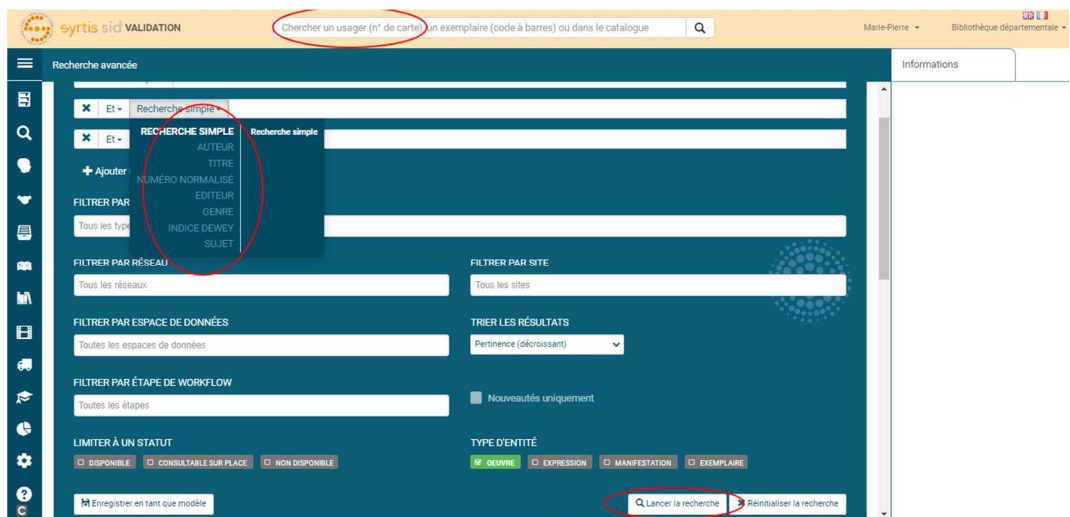 syrtis sid VALIDATION
Chercher un usager (n° de carte), un exemplaire (code à barres) ou dans le catalogue
Marie-Pierre
Bibliothèque départementale
Recherche avancée
Informations
Et Recherche simple
Et
RECHERCHE SIMPLE Recherche simple
AUTEUR
TITRE
NUMÉRO NORMALISÉ
EDITEUR
GENRE
INDICE DEWEY
SUJET
Ajouter
FILTRER PAR
Tous les type
FILTRER PAR RÉSEAU
Tous les réseaux
FILTRER PAR SITE
Tous les sites
FILTRER PAR ESPACE DE DONNÉES
Toutes les espaces de données
TRIER LES RÉSULTATS
Pertinence (décroissant)
FILTRER PAR ÉTAPE DE WORKFLOW
Toutes les étapes
Nouveautés uniquement
LIMITER À UN STATUT
DISPONIBLE CONSULTABLE SUR PLACE NON DISPONIBLE
TYPE D'ENTITÉ
OEUVRE EXPRESSION MANIFESTATION EXEMPLAIRE
Enregistrer en tant que modèle
Lancer la recherche
Réinitialiser la recherche
C